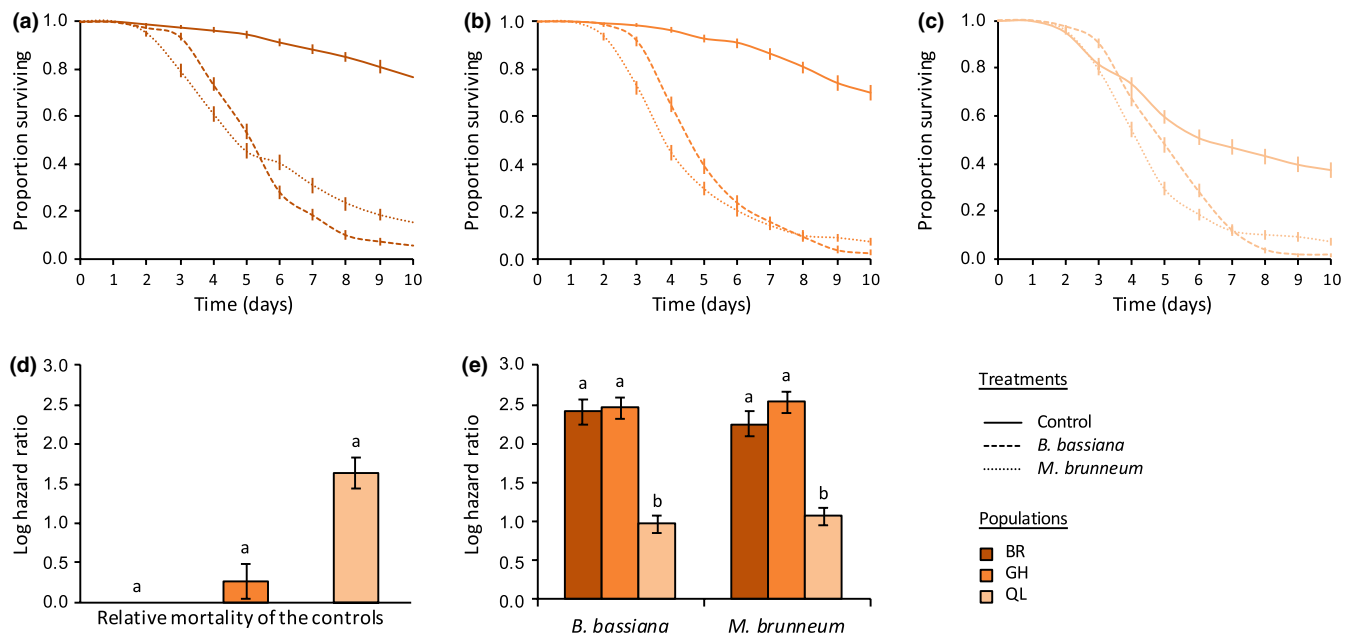 (a)
1.0
0.8
0.6
0.4
0.2
0.0
Proportion surviving
0 1 2 3 4 5 6 7 8 9 10
Time (days)
(b)
1.0
0.8
0.6
0.4
0.2
0.0
Proportion surviving
0 1 2 3 4 5 6 7 8 9 10
Time (days)
(c)
1.0
0.8
0.6
0.4
0.2
0.0
Proportion surviving
0 1 2 3 4 5 6 7 8 9 10
Time (days)
(d)
3.0
2.5
2.0
1.5
1.0
0.5
0.0
Log hazard ratio
a a a
Relative mortality of the controls
(e)
3.0
2.5
2.0
1.5
1.0
0.5
0.0
Log hazard ratio
a a b a a b
B. bassiana M. brunneum
Treatments
Control
B. bassiana
M. brunneum
Populations
BR
GH
QL